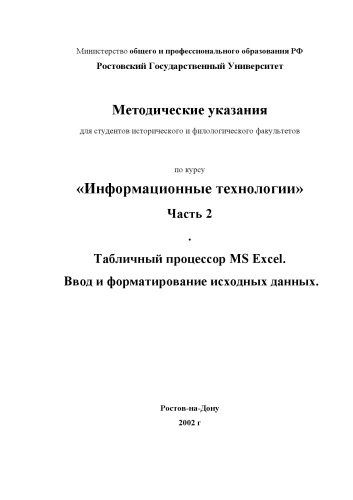 Министерство общего и профессионального образования РФ
Ростовский Государственный Университет
Методические указания
для студентов исторического и филологического факультетов
по курсу
«Информационные технологии»
Часть 2
.
Табличный процессор MS Excel.
Ввод и форматирование исходных данных.
Ростов-на-Дону
2002 г